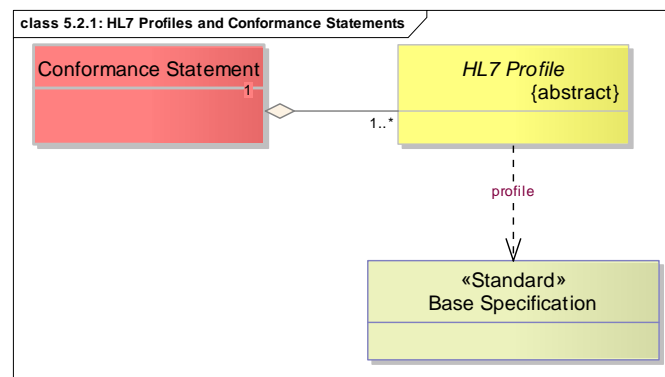 class 5.2.1: HL7 Profiles and Conformance Statements
Conformance Statement
1
HL7 Profile
{abstract}
1..*
profile
«Standard»
Base Specification